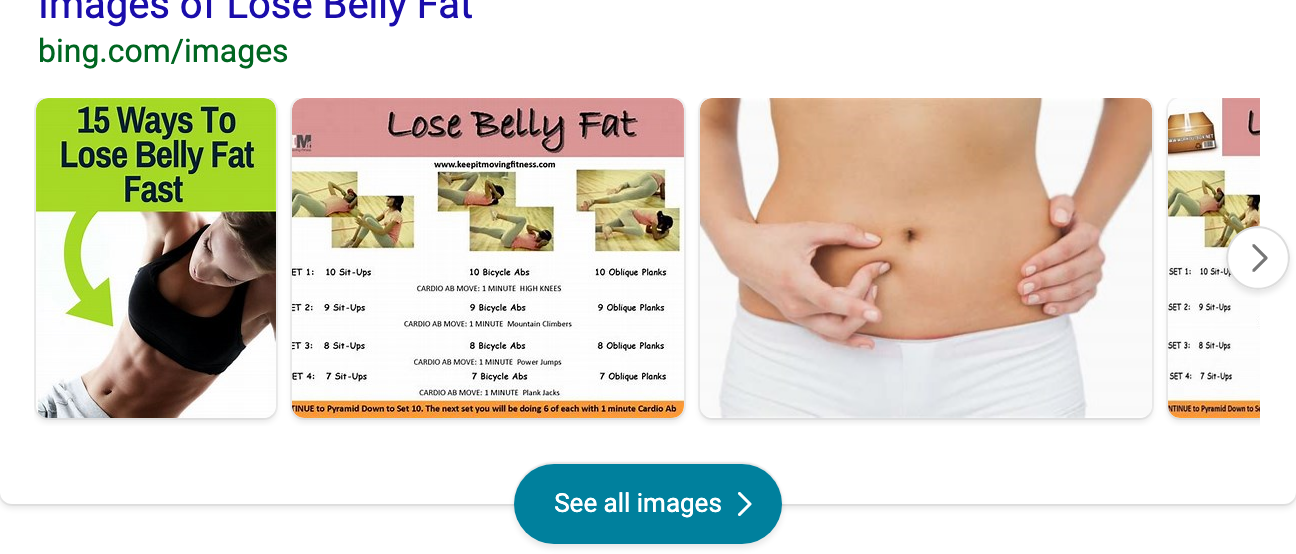 Images of Lose Belly Fat
bing.com/images
15 Ways To
Lose Belly Fat
Fast
Lose Belly Fat
www.keepitmovingfitness.com
ET 1: 10 Sit-Ups 10 Bicycle Abs 10 Oblique Planks
CARDIO AB MOVE: 1 MINUTE HIGH KNEES
ET 2: 9 Sit-Ups 9 Bicycle Abs 9 Oblique Planks
CARDIO AB MOVE: 1 MINUTE Mountain Climbers
ET 3: 8 Sit-Ups 8 Bicycle Abs 8 Oblique Planks
CARDIO AB MOVE: 1 MINUTE Power Jumps
ET 4: 7 Sit-Ups 7 Bicycle Abs 7 Oblique Planks
CARDIO AB MOVE: 1 MINUTE Plank Jacks
TINUE to Pyramid Down to Set 10. The next set you will be doing 6 of each with 1 minute Cardio Ab
L
SET 1: 10 Sit-U
SET 2: 9 Sit-Ups
SET 3: 8 Sit-Ups
SET 4: 7 Sit-Ups
NTINUE to Pyramid Down to Se
See all images